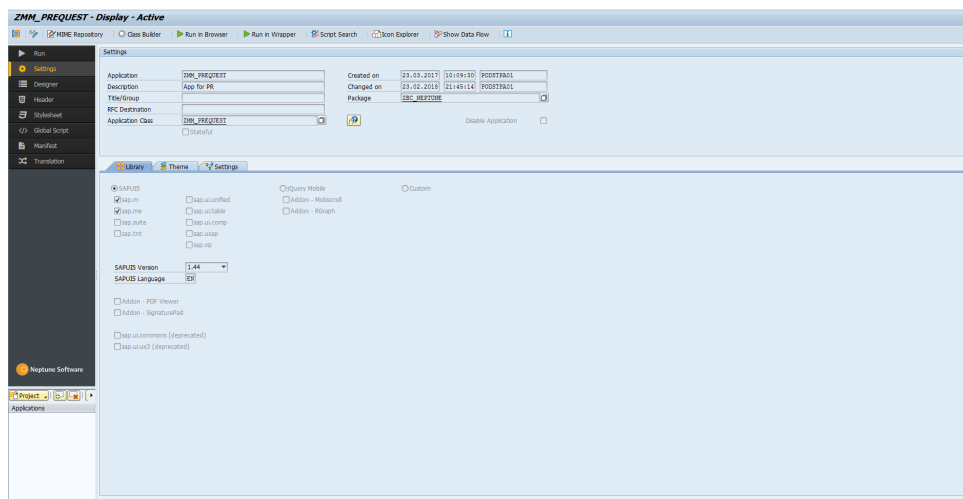 ZMM_PREQUEST - Display - Active
MIME Repository Class Builder Run in Browser Run in Wrapper Script Search Icon Explorer Show Data Flow
Run
Settings
Designer
Header
Stylesheet
Global Script
Manifest
Translation
Neptune Software
Project
Applications
Settings
Application ZMM_PREQUEST Created on 23.03.2017 10:09:30 PODSTPA01
Description App for PR Changed on 23.02.2018 21:45:14 PODSTPA01
Title/Group Package ZBC_NEPTUNE
RFC Destination
Application Class ZMM_PREQUEST Disable Application
Stateful
Library Theme Settings
SAPUI5 jQuery Mobile Custom
sap.m sap.ui.unified Addon - Mobiscroll
sap.me sap.ui.table Addon - RGraph
sap.suite sap.ui.comp
sap.tnt sap.uxap
sap.viz
SAPUI5 Version 1.44
SAPUI5 Language EN
Addon - PDF Viewer
Addon - SignaturePad
sap.ui.commons (deprecated)
sap.ui.ux3 (deprecated)